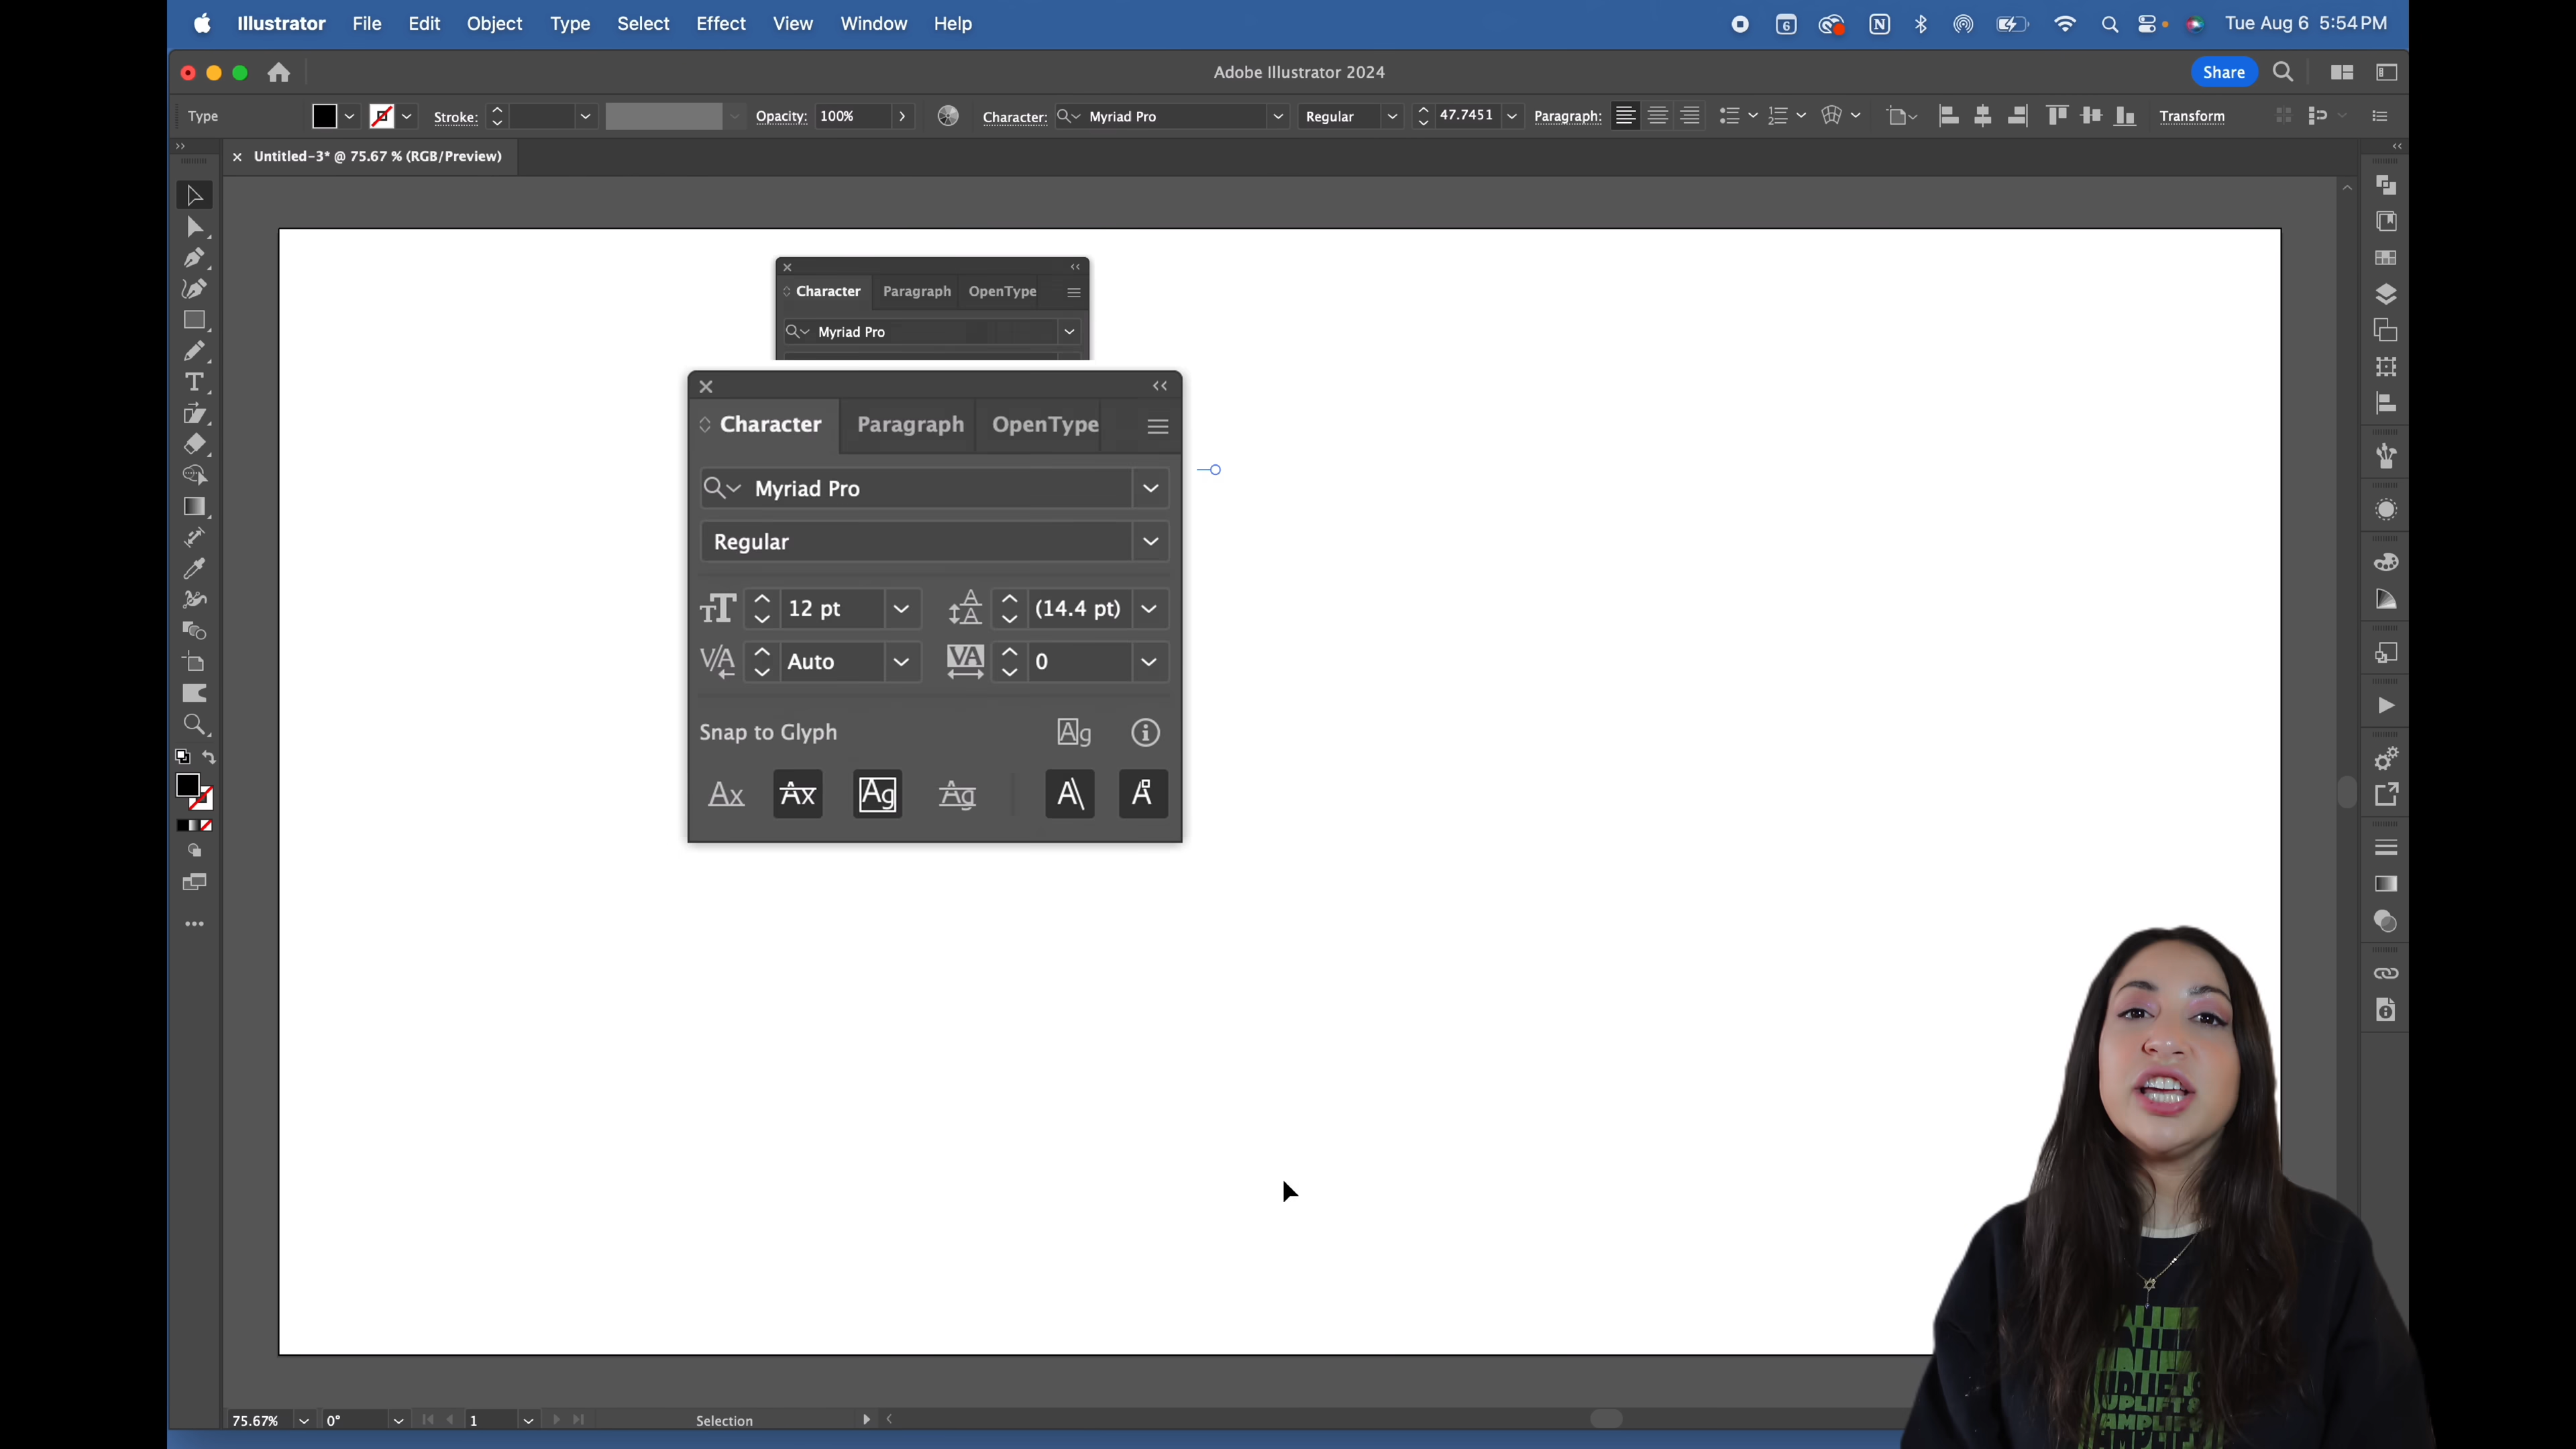 Illustrator File Edit Object Type Select Effect View Window Help
6
Tue Aug 6 5:54 PM
Adobe Illustrator 2024
Share
Type
Stroke:
Opacity: 100%
Character: Myriad Pro
Regular
47.7451
Paragraph:
Transform
× Untitled-3* @ 75.67 % (RGB/Preview)
Character Paragraph OpenType
Myriad Pro
Character Paragraph OpenType
Myriad Pro
Regular
12 pt (14.4 pt)
Auto 0
Snap to Glyph
UPLIFT &
AMPLIFY
75.67% 0° 1 Selection